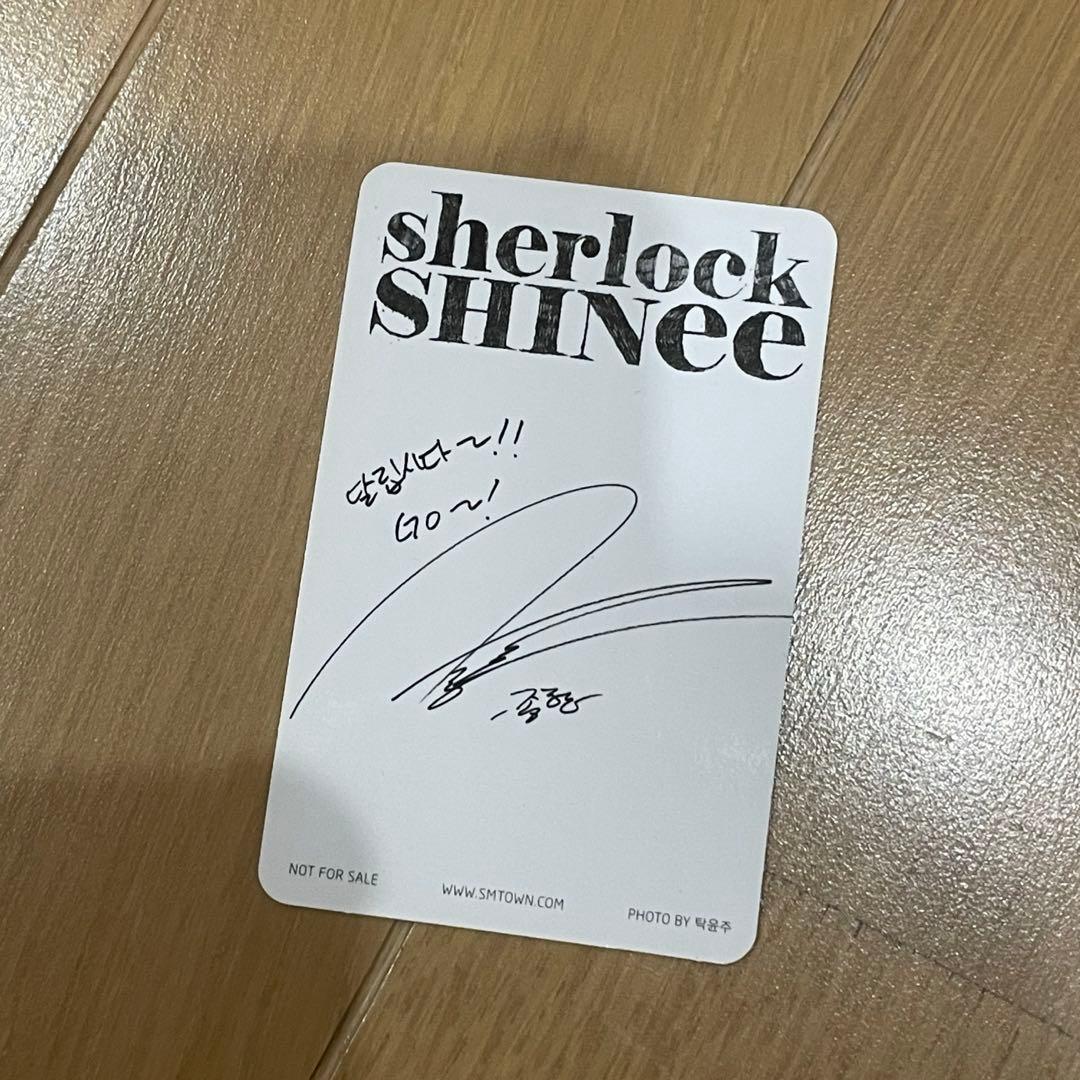 sherlock
SHINee
달립시다~!!
GO~!
-종현
NOT FOR SALE
WWW.SMTOWN.COM
PHOTO BY 탁윤주